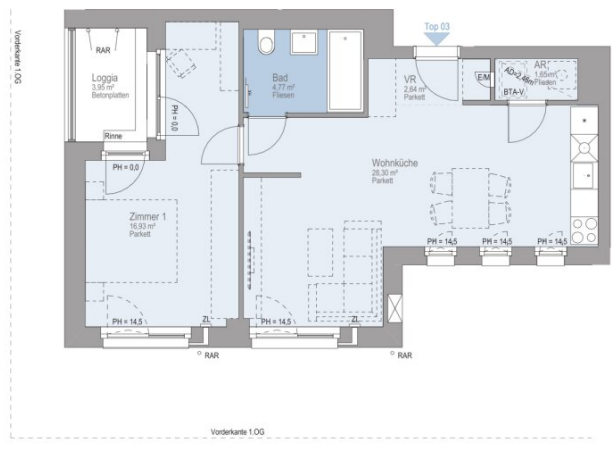 Top 03
Vorderkante 1.OG
RAR
Loggia
3,95 m²
Betonplatten
Rinne
PH = 0,0
PH = 0,0
Bad
4,77 m²
Fliesen
VR
2,64 m²
Parkett
E/M
AR
1,65 m²
Fliesen
AD=2,46m
BTA-V
Wohnküche
28,30 m²
Parkett
Zimmer 1
16,93 m²
Parkett
PH = 14,5
PH = 14,5
PH = 14,5
PH = 14,5
ZL
PH = 14,5
ZL
RAR
RAR
Vorderkante 1.OG